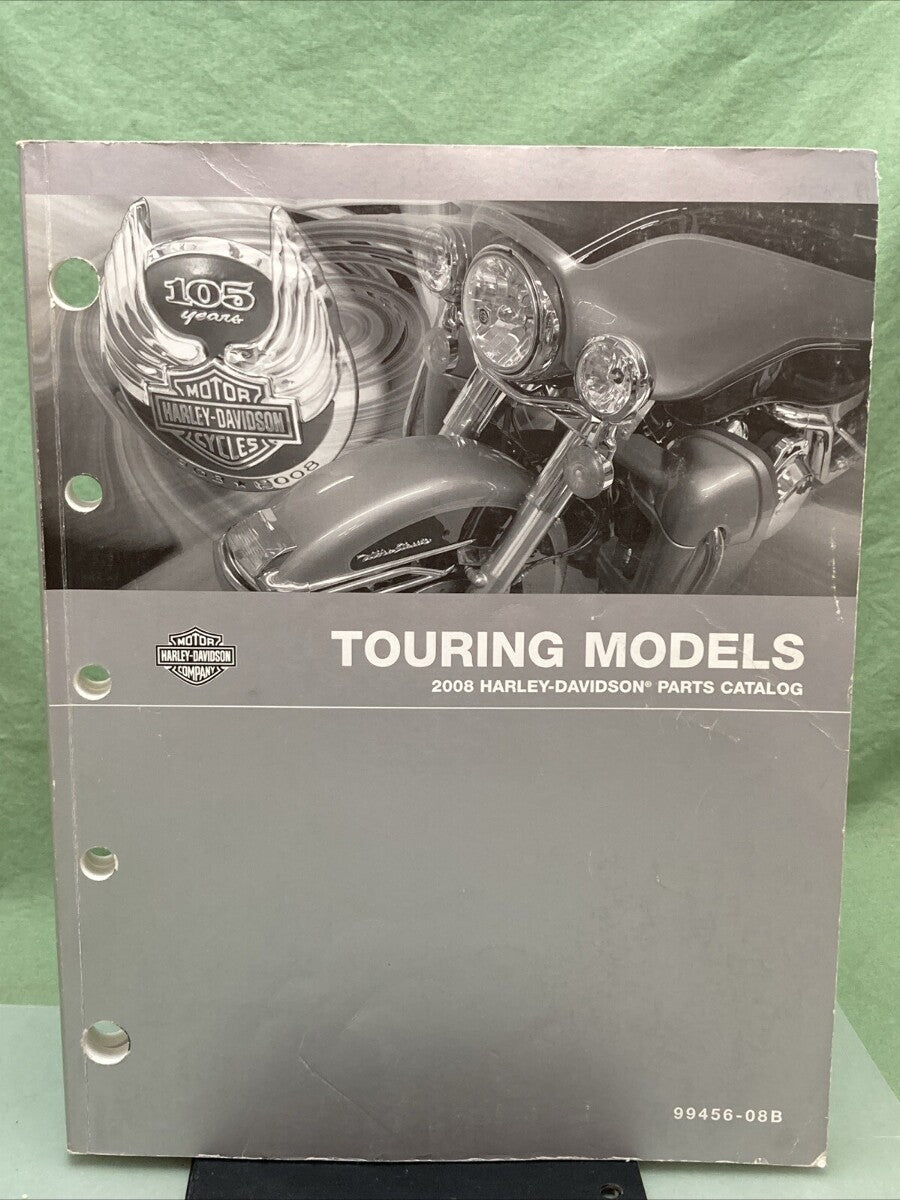 105
years
MOTOR
HARLEY-DAVIDSON
CYCLES
2008
MOTOR
HARLEY-DAVIDSON
COMPANY
TOURING MODELS
2008 HARLEY-DAVIDSON® PARTS CATALOG
99456-08B